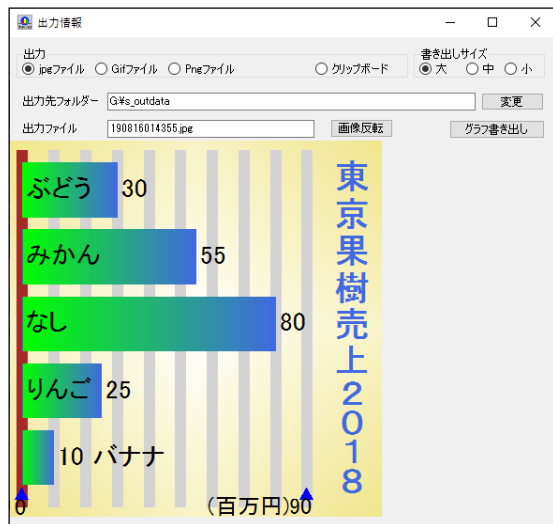 出力情報
出力
jpeファイル Gifファイル Pneファイル クリップボード
書き出しサイズ
大 中 小
出力先フォルダー G:¥s_outdata 変更
出力ファイル 190816014355.jpg 画像反転 グラフ書き出し
ぶどう 30
みかん 55
なし 80
りんご 25
10 バナナ
0 (百万円)90
東京果樹売上2018